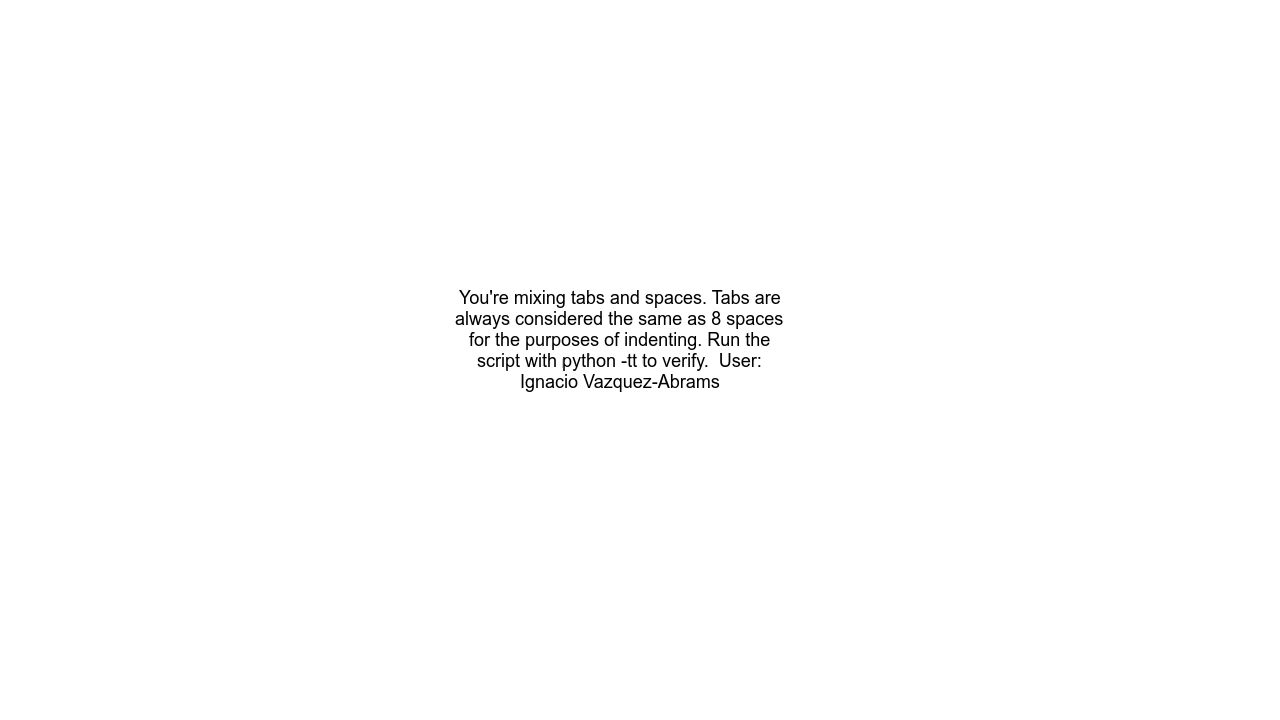 You're mixing tabs and spaces. Tabs are
always considered the same as 8 spaces
for the purposes of indenting. Run the
script with python -tt to verify.  User:
Ignacio Vazquez-Abrams